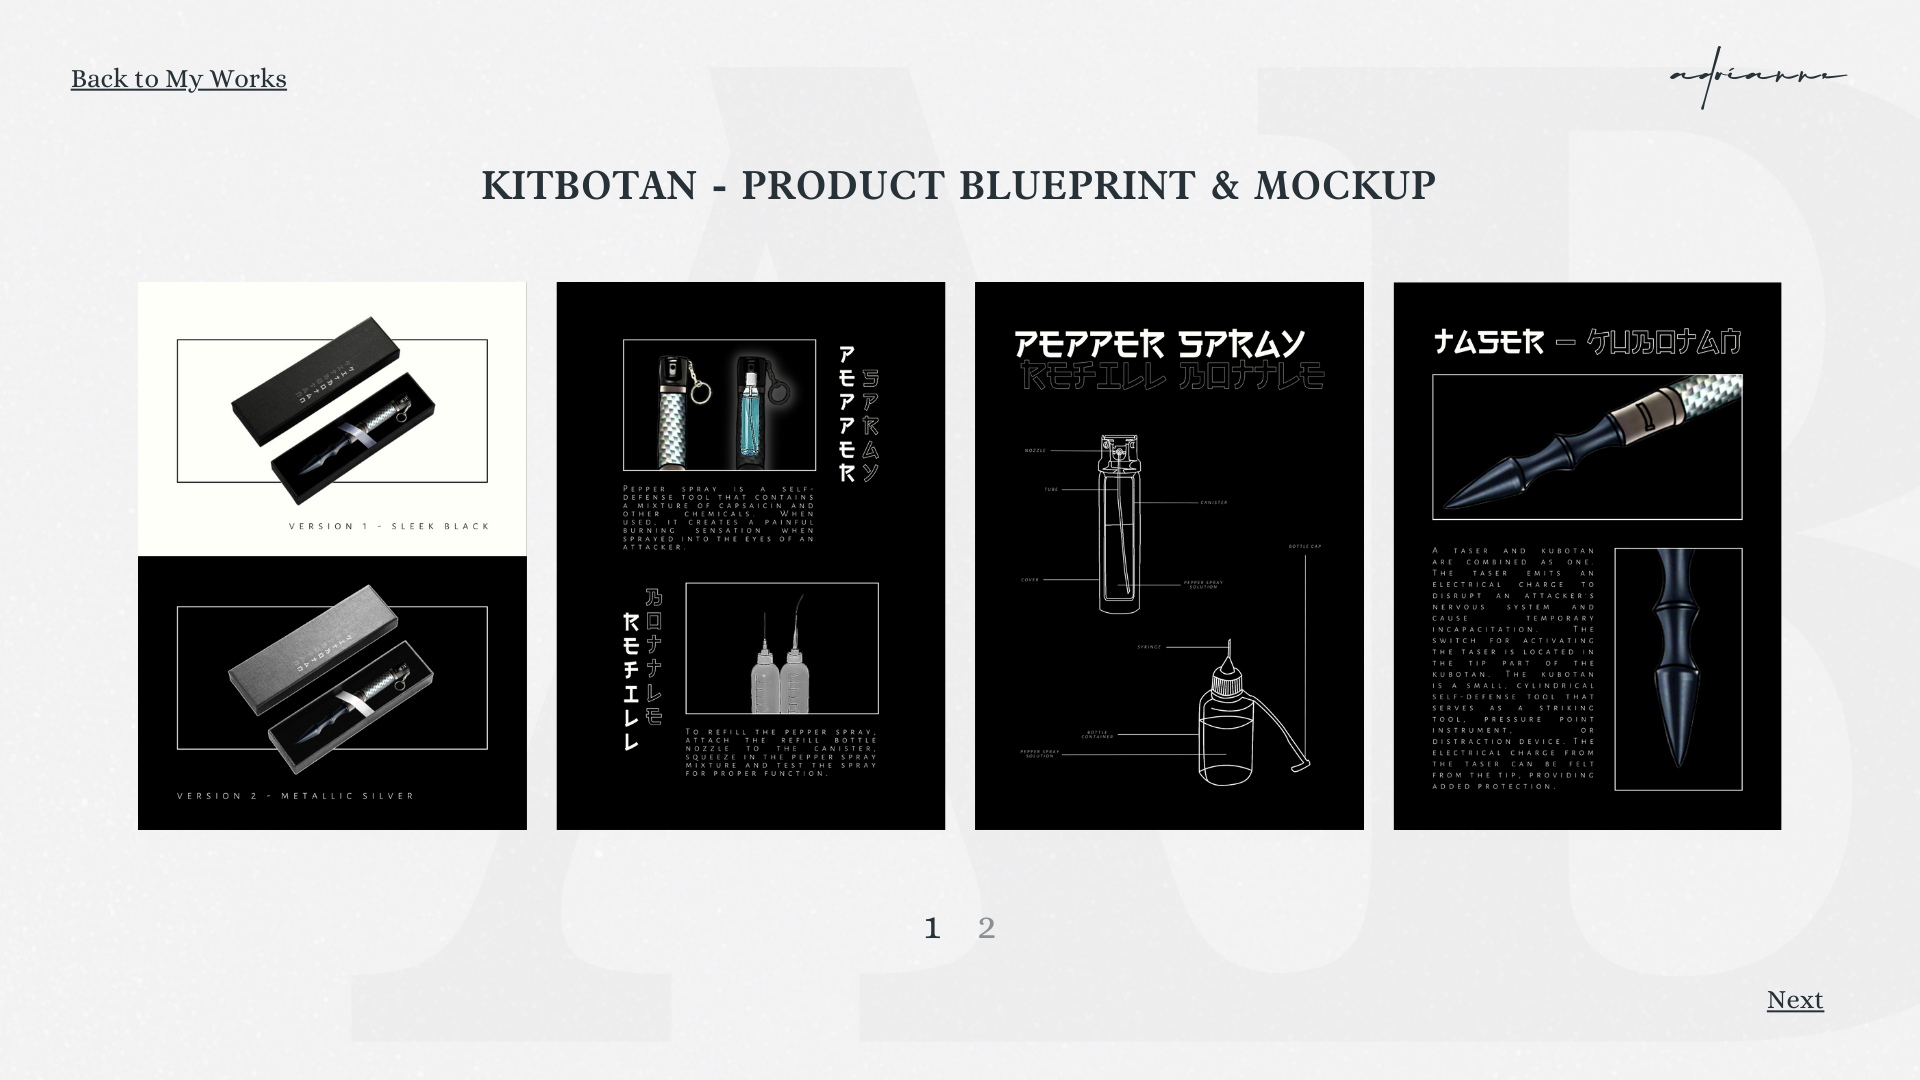 Back to My Works
adrianne
KITBOTAN - PRODUCT BLUEPRINT & MOCKUP
KITBOTAN
VERSION 1 - SLEEK BLACK
KITBOTAN
VERSION 2 - METALLIC SILVER
PEPPER
SPRAY
PEPPER SPRAY IS A SELF-
DEFENSE TOOL THAT CONTAINS
A MIXTURE OF CAPSAICIN AND
OTHER CHEMICALS. WHEN
USED, IT CREATES A PAINFUL
BURNING SENSATION WHEN
SPRAYED INTO THE EYES OF AN
ATTACKER.
REFILL
BOTTLE
TO REFILL THE PEPPER SPRAY,
ATTACH THE REFILL BOTTLE
NOZZLE TO THE CANISTER,
SQUEEZE IN THE PEPPER SPRAY
MIXTURE AND TEST THE SPRAY
FOR PROPER FUNCTION.
PEPPER SPRAY
REFILL BOTTLE
NOZZLE
TUBE
CANISTER
BOTTLE CAP
COVER
PEPPER SPRAY
SOLUTION
SYRINGE
BOTTLE
CONTAINER
PEPPER SPRAY
SOLUTION
TASER - KUBOTAN
A TASER AND KUBOTAN
ARE COMBINED AS ONE.
THE TASER EMITS AN
ELECTRICAL CHARGE TO
DISRUPT AN ATTACKER'S
NERVOUS SYSTEM AND
CAUSE TEMPORARY
INCAPACITATION. THE
SWITCH FOR ACTIVATING
THE TASER IS LOCATED IN
THE TIP PART OF THE
KUBOTAN. THE KUBOTAN
IS A SMALL, CYLINDRICAL
SELF-DEFENSE TOOL THAT
SERVES AS A STRIKING
TOOL, PRESSURE POINT
INSTRUMENT, OR
DISTRACTION DEVICE. THE
ELECTRICAL CHARGE FROM
THE TASER CAN BE FELT
FROM THE TIP, PROVIDING
ADDED PROTECTION.
1 2
Next